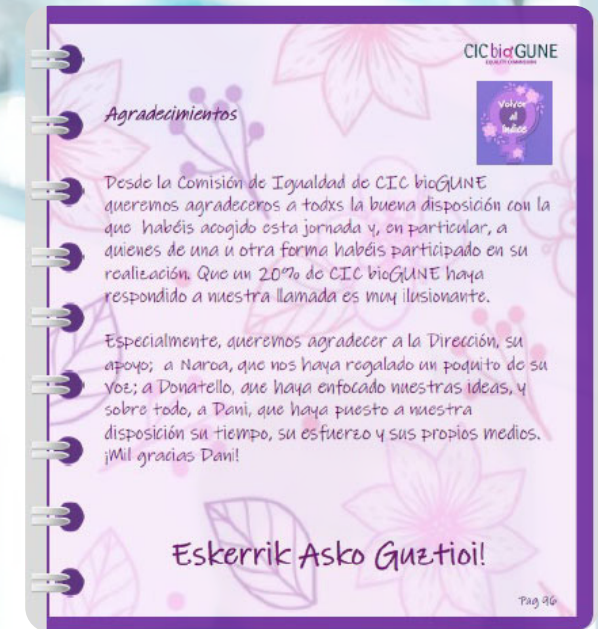 CIC bioGUNE
EQUALITY COMMISSION
Volver
al
Índice
Agradecimientos
Desde la Comisión de Igualdad de CIC bioGUNE
queremos agradeceros a todxs la buena disposición con la
que habéis acogido esta jornada y, en particular, a
quienes de una u otra forma habéis participado en su
realización. Que un 20% de CIC bioGUNE haya
respondido a nuestra llamada es muy ilusionante.
Especialmente, queremos agradecer a la Dirección, su
apoyo; a Naroa, que nos haya regalado un poquito de su
voz; a Donatello, que haya enfocado nuestras ideas, y
sobre todo, a Dani, que haya puesto a nuestra
disposición su tiempo, su esfuerzo y sus propios medios.
¡Mil gracias Dani!
Eskerrik Asko Guztioi!
Pag 96